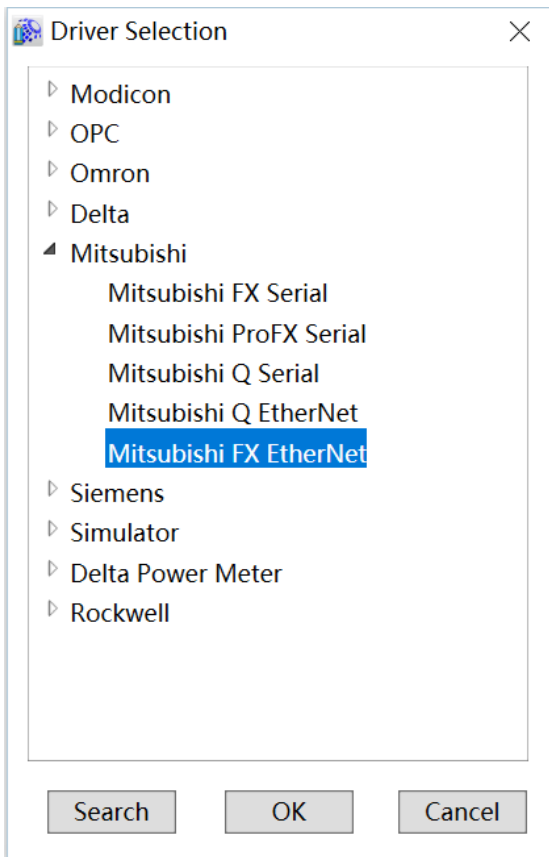 Driver Selection
Modicon
OPC
Omron
Delta
Mitsubishi
Mitsubishi FX Serial
Mitsubishi ProFX Serial
Mitsubishi Q Serial
Mitsubishi Q EtherNet
Mitsubishi FX EtherNet
Siemens
Simulator
Delta Power Meter
Rockwell
Search OK Cancel